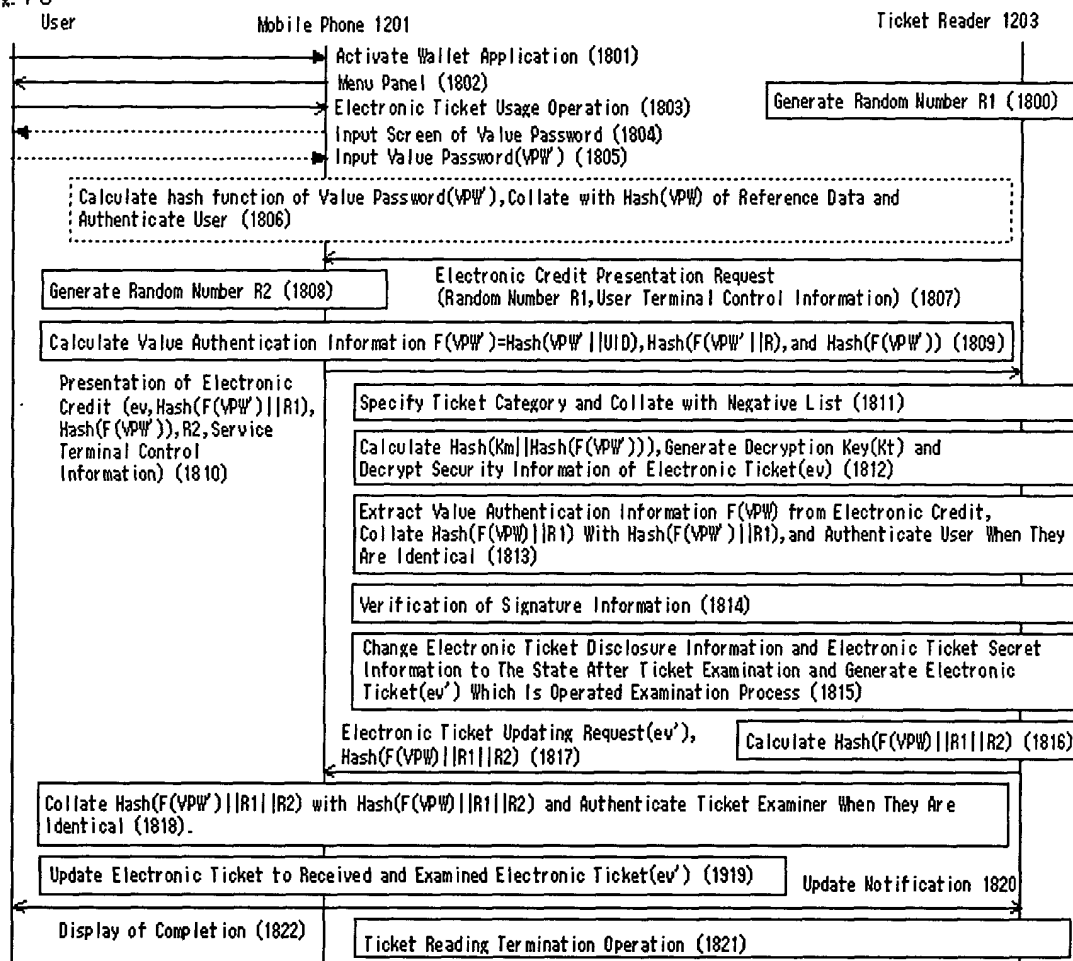 User
Mobile Phone 1201
Ticket Reader 1203
Activate Wallet Application (1801)
Menu Panel (1802)
Generate Random Number R1 (1800)
Electronic Ticket Usage Operation (1803)
Input Screen of Value Password (1804)
Input Value Password(VPW') (1805)
Calculate hash function of Value Password(VPW'),Collate with Hash(VPW) of Reference Data and
Authenticate User (1806)
Electronic Credit Presentation Request
(Random Number R1,User Terminal Control Information) (1807)
Generate Random Number R2 (1808)
Calculate Value Authentication Information F(VPW')=Hash(VPW'||UID),Hash(F(VPW'||R),and Hash(F(VPW')) (1809)
Presentation of Electronic
Credit (ev,Hash(F(VPW')||R1),
Hash(F(VPW')),R2,Service
Terminal Control
Information) (1810)
Specify Ticket Category and Collate with Negative List (1811)
Calculate Hash(Km||Hash(F(VPW'))),Generate Decryption Key(Kt) and
Decrypt Security Information of Electronic Ticket(ev) (1812)
Extract Value Authentication Information F(VPW) from Electronic Credit,
Collate Hash(F(VPW)||R1) With Hash(F(VPW')||R1),and Authenticate User When They
Are Identical (1813)
Verification of Signature Information (1814)
Change Electronic Ticket Disclosure Information and Electronic Ticket Secret
Information to The State After Ticket Examination and Generate Electronic
Ticket(ev') Which Is Operated Examination Process (1815)
Electronic Ticket Updating Request(ev'),
Hash(F(VPW)||R1||R2) (1817)
Calculate Hash(F(VPW)||R1||R2) (1816)
Collate Hash(F(VPW')||R1||R2) with Hash(F(VPW)||R1||R2) and Authenticate Ticket Examiner When They Are
Identical (1818).
Update Electronic Ticket to Received and Examined Electronic Ticket(ev') (1919)
Update Notification 1820
Display of Completion (1822)
Ticket Reading Termination Operation (1821)